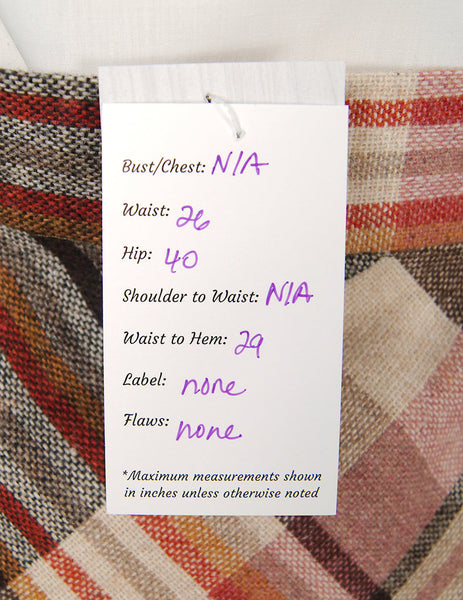 Bust/Chest: N/A
Waist: 26
Hip: 40
Shoulder to Waist: N/A
Waist to Hem: 29
Label: none
Flaws: none
*Maximum measurements shown
in inches unless otherwise noted